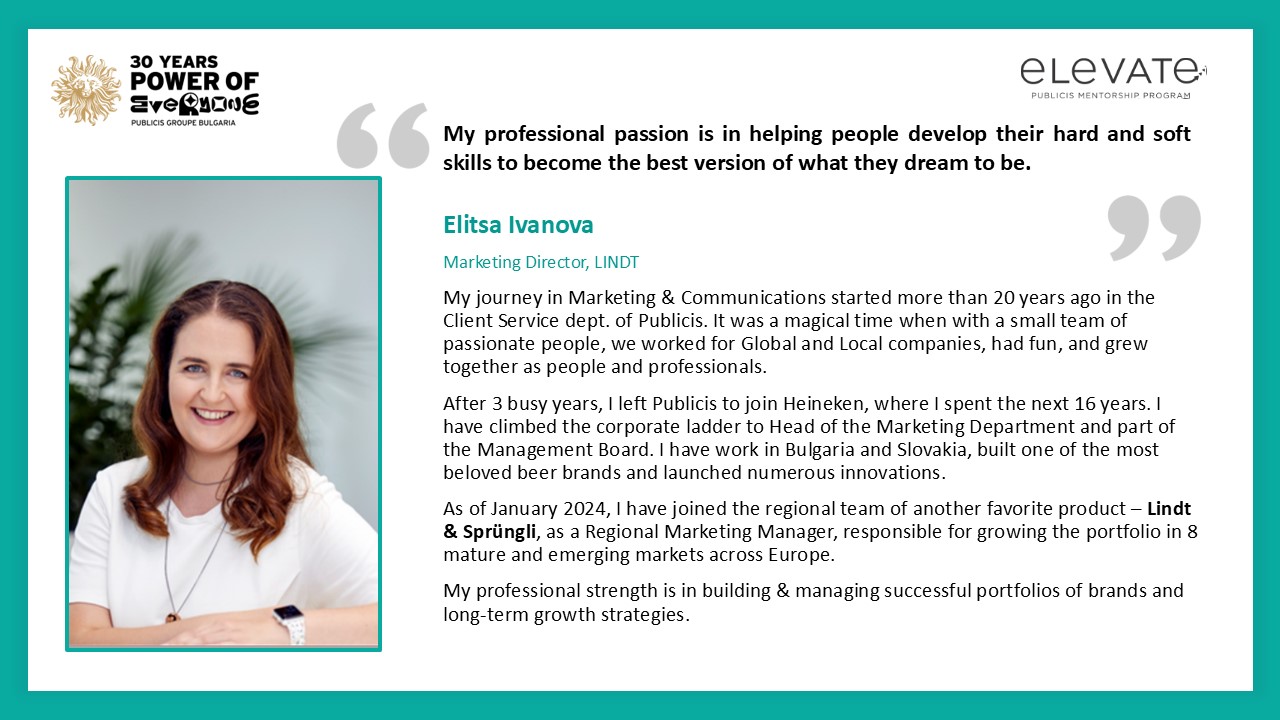 30 YEARS
POWER OF
EVERYONE
PUBLICIS GROUPE BULGARIA
ELEVATE
PUBLICIS MENTORSHIP PROGRAM
“
My professional passion is in helping people develop their hard and soft
skills to become the best version of what they dream to be.
”
Elitsa Ivanova
Marketing Director, LINDT
My journey in Marketing & Communications started more than 20 years ago in the
Client Service dept. of Publicis. It was a magical time when with a small team of
passionate people, we worked for Global and Local companies, had fun, and grew
together as people and professionals.
After 3 busy years, I left Publicis to join Heineken, where I spent the next 16 years. I
have climbed the corporate ladder to Head of the Marketing Department and part of
the Management Board. I have work in Bulgaria and Slovakia, built one of the most
beloved beer brands and launched numerous innovations.
As of January 2024, I have joined the regional team of another favorite product – Lindt
& Sprüngli, as a Regional Marketing Manager, responsible for growing the portfolio in 8
mature and emerging markets across Europe.
My professional strength is in building & managing successful portfolios of brands and
long-term growth strategies.